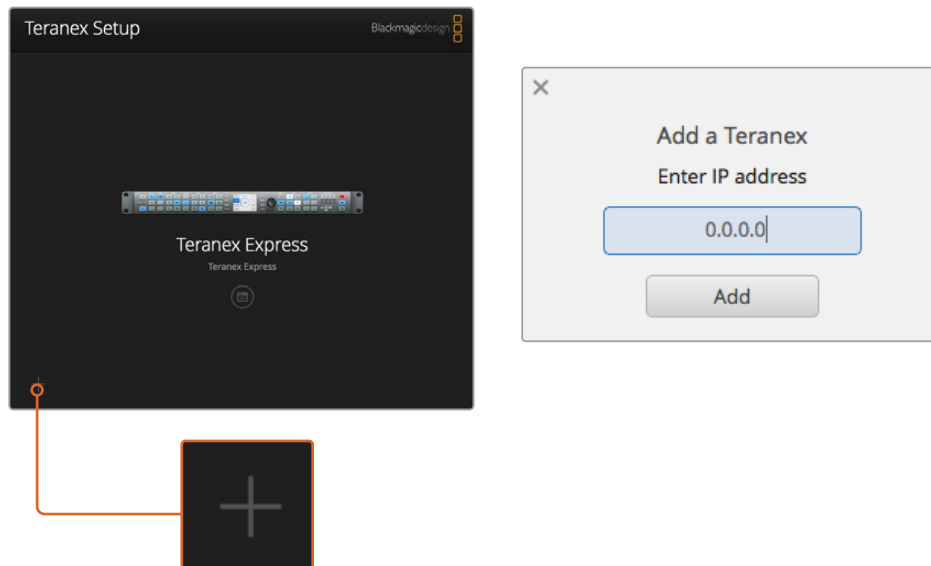 Teranex Setup
Blackmagicdesign
Teranex Express
Teranex Express
Add a Teranex
Enter IP address
0.0.0.0
Add